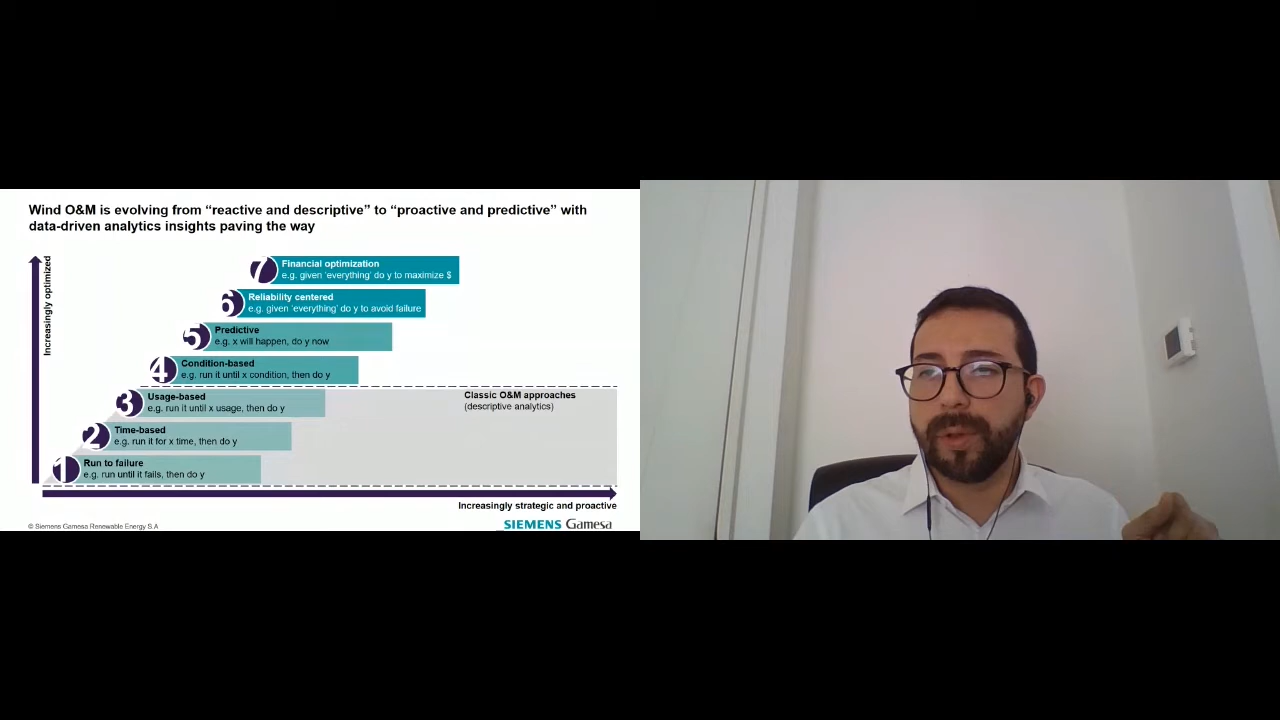 Wind O&M is evolving from “reactive and descriptive” to “proactive and predictive” with
data-driven analytics insights paving the way
Increasingly optimized
7
Financial optimization
e.g. given ‘everything’ do y to maximize $
6
Reliability centered
e.g. given ‘everything’ do y to avoid failure
5
Predictive
e.g. x will happen, do y now
4
Condition-based
e.g. run it until x condition, then do y
3
Usage-based
e.g. run it until x usage, then do y
Classic O&M approaches
(descriptive analytics)
2
Time-based
e.g. run it for x time, then do y
1
Run to failure
e.g. run until it fails, then do y
Increasingly strategic and proactive
© Siemens Gamesa Renewable Energy S.A
SIEMENS Gamesa